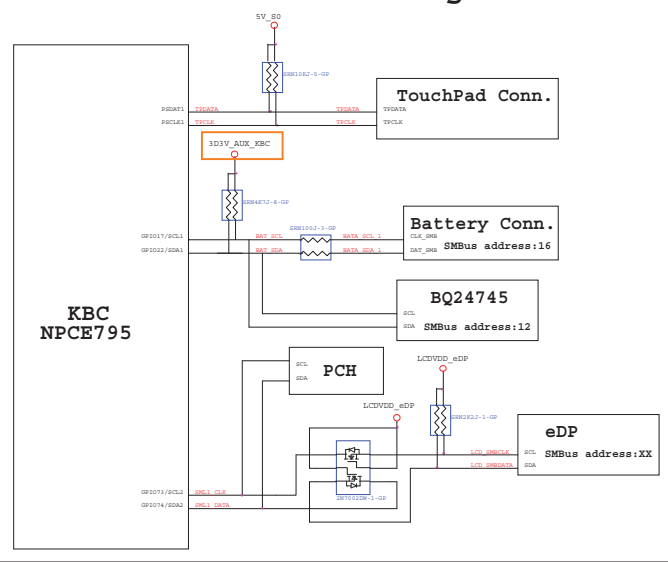 5V_S0
SRN10KJ-5-GP
TouchPad Conn.
PSDAT1 TPDATA TPDATA TPDATA
PSCLK1 TPCLK TPCLK TPCLK
3D3V_AUX_KBC
SRN4K7J-8-GP
SRN100J-3-GP
Battery Conn.
GPIO17/SCL1 BAT_SCL BATA_SCL_1 CLK_SMB
SMBus address:16
GPIO22/SDA1 BAT_SDA BATA_SDA_1 DAT_SMB
BQ24745
SCL
SDA SMBus address:12
KBC
NPCE795
LCDVDD_eDP
SCL
PCH
SDA
LCDVDD_eDP
SRN2K2J-1-GP
eDP
LCD_SMBCLK SCL SMBus address:XX
LCD_SMBDATA SDA
GPIO73/SCL2 SML1_CLK
2N7002DW-1-GP
GPIO74/SDA2 SML1_DATA